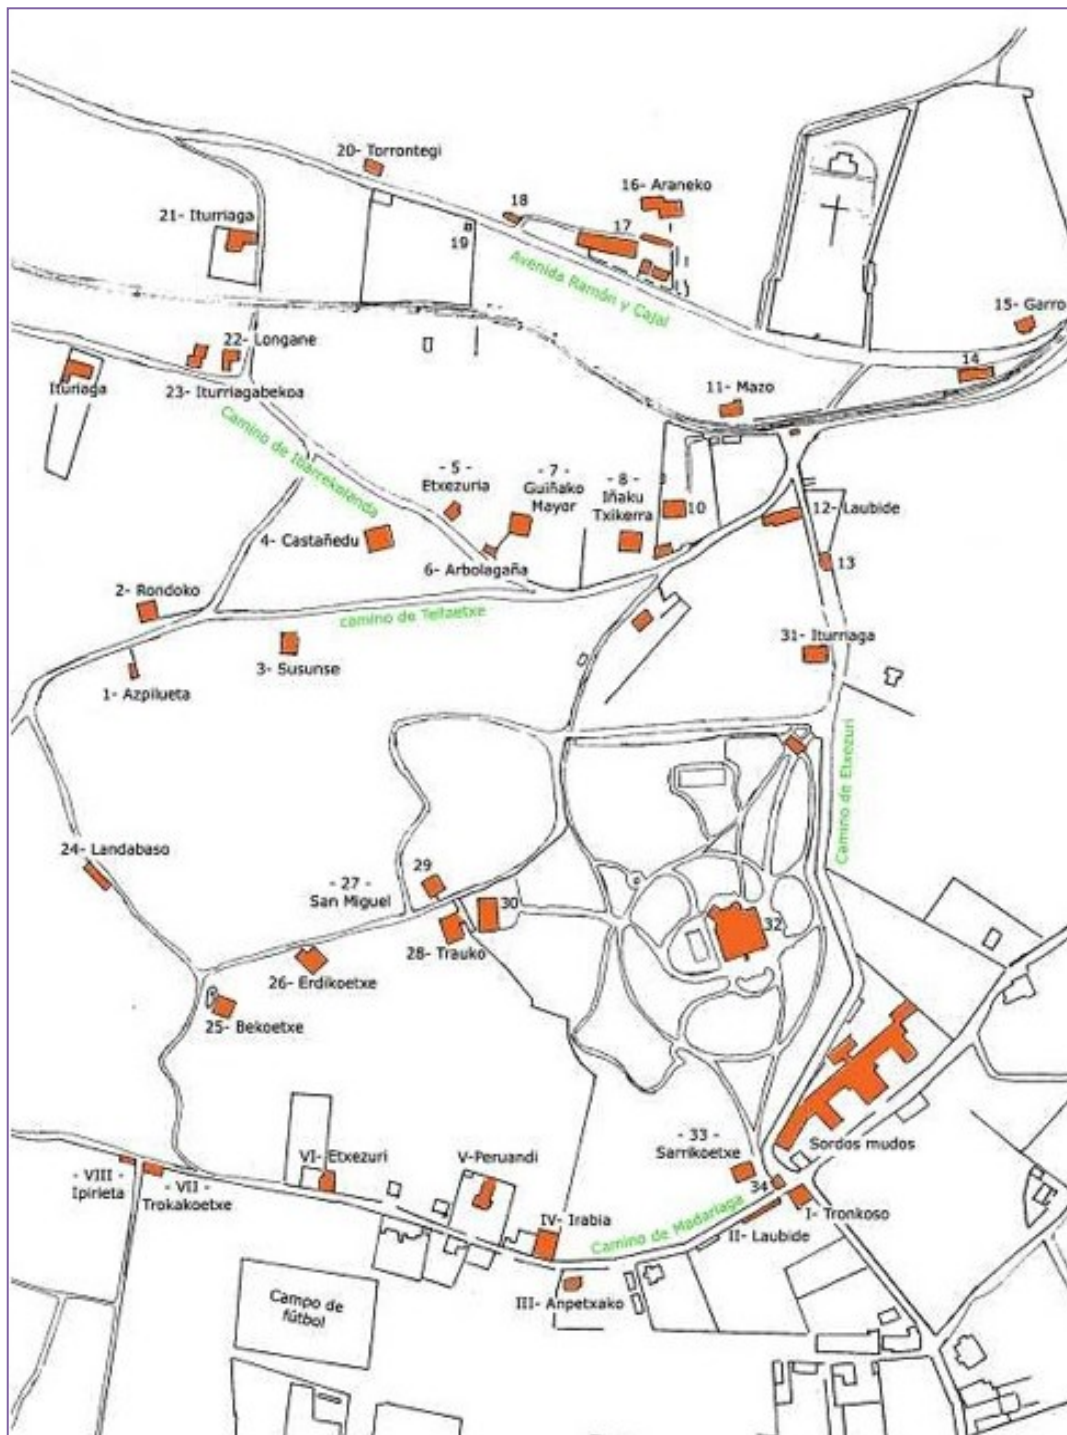 20- Torrontegi
16- Araneko
18
21- Iturriaga
17
19
Avenida Ramón y Cajal
15- Garro
22- Longane
14
Ituriaga
23- Iturriagabekoa
11- Mazo
Camino de Ibarrekolanda
- 5 -
Etxezuria
- 7 -
Guiñako
Mayor
- 8 -
Iñaku
Txikerra
10
12- Laubide
4- Castañedu
6- Arbolagaña
13
2- Rondoko
camino de Tellaetxe
31- Iturriaga
3- Susunse
1- Azpilueta
Camino de Etxezuri
24- Landabaso
29
- 27 -
San Miguel
30
32
28- Trauko
26- Erdikoetxe
25- Bekoetxe
- 33 -
Sarrikoetxe
Sordos mudos
VI- Etxezuri
V-Peruandi
- VIII -
Ipirieta
- VII -
Trokakoetxe
34
I- Tronkoso
IV- Irabia
Camino de Madariaga
II- Laubide
III- Anpetxako
Campo de
fútbol